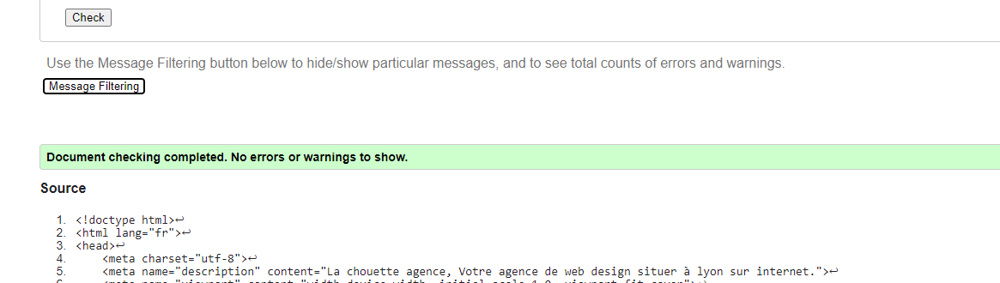 Check
Use the Message Filtering button below to hide/show particular messages, and to see total counts of errors and warnings.
Message Filtering
Document checking completed. No errors or warnings to show.
Source
1. <!doctype html>↩
2. <html lang="fr">↩
3. <head>↩
4. <meta charset="utf-8">↩
5. <meta name="description" content="La chouette agence, Votre agence de web design situer à lyon sur internet.">↩